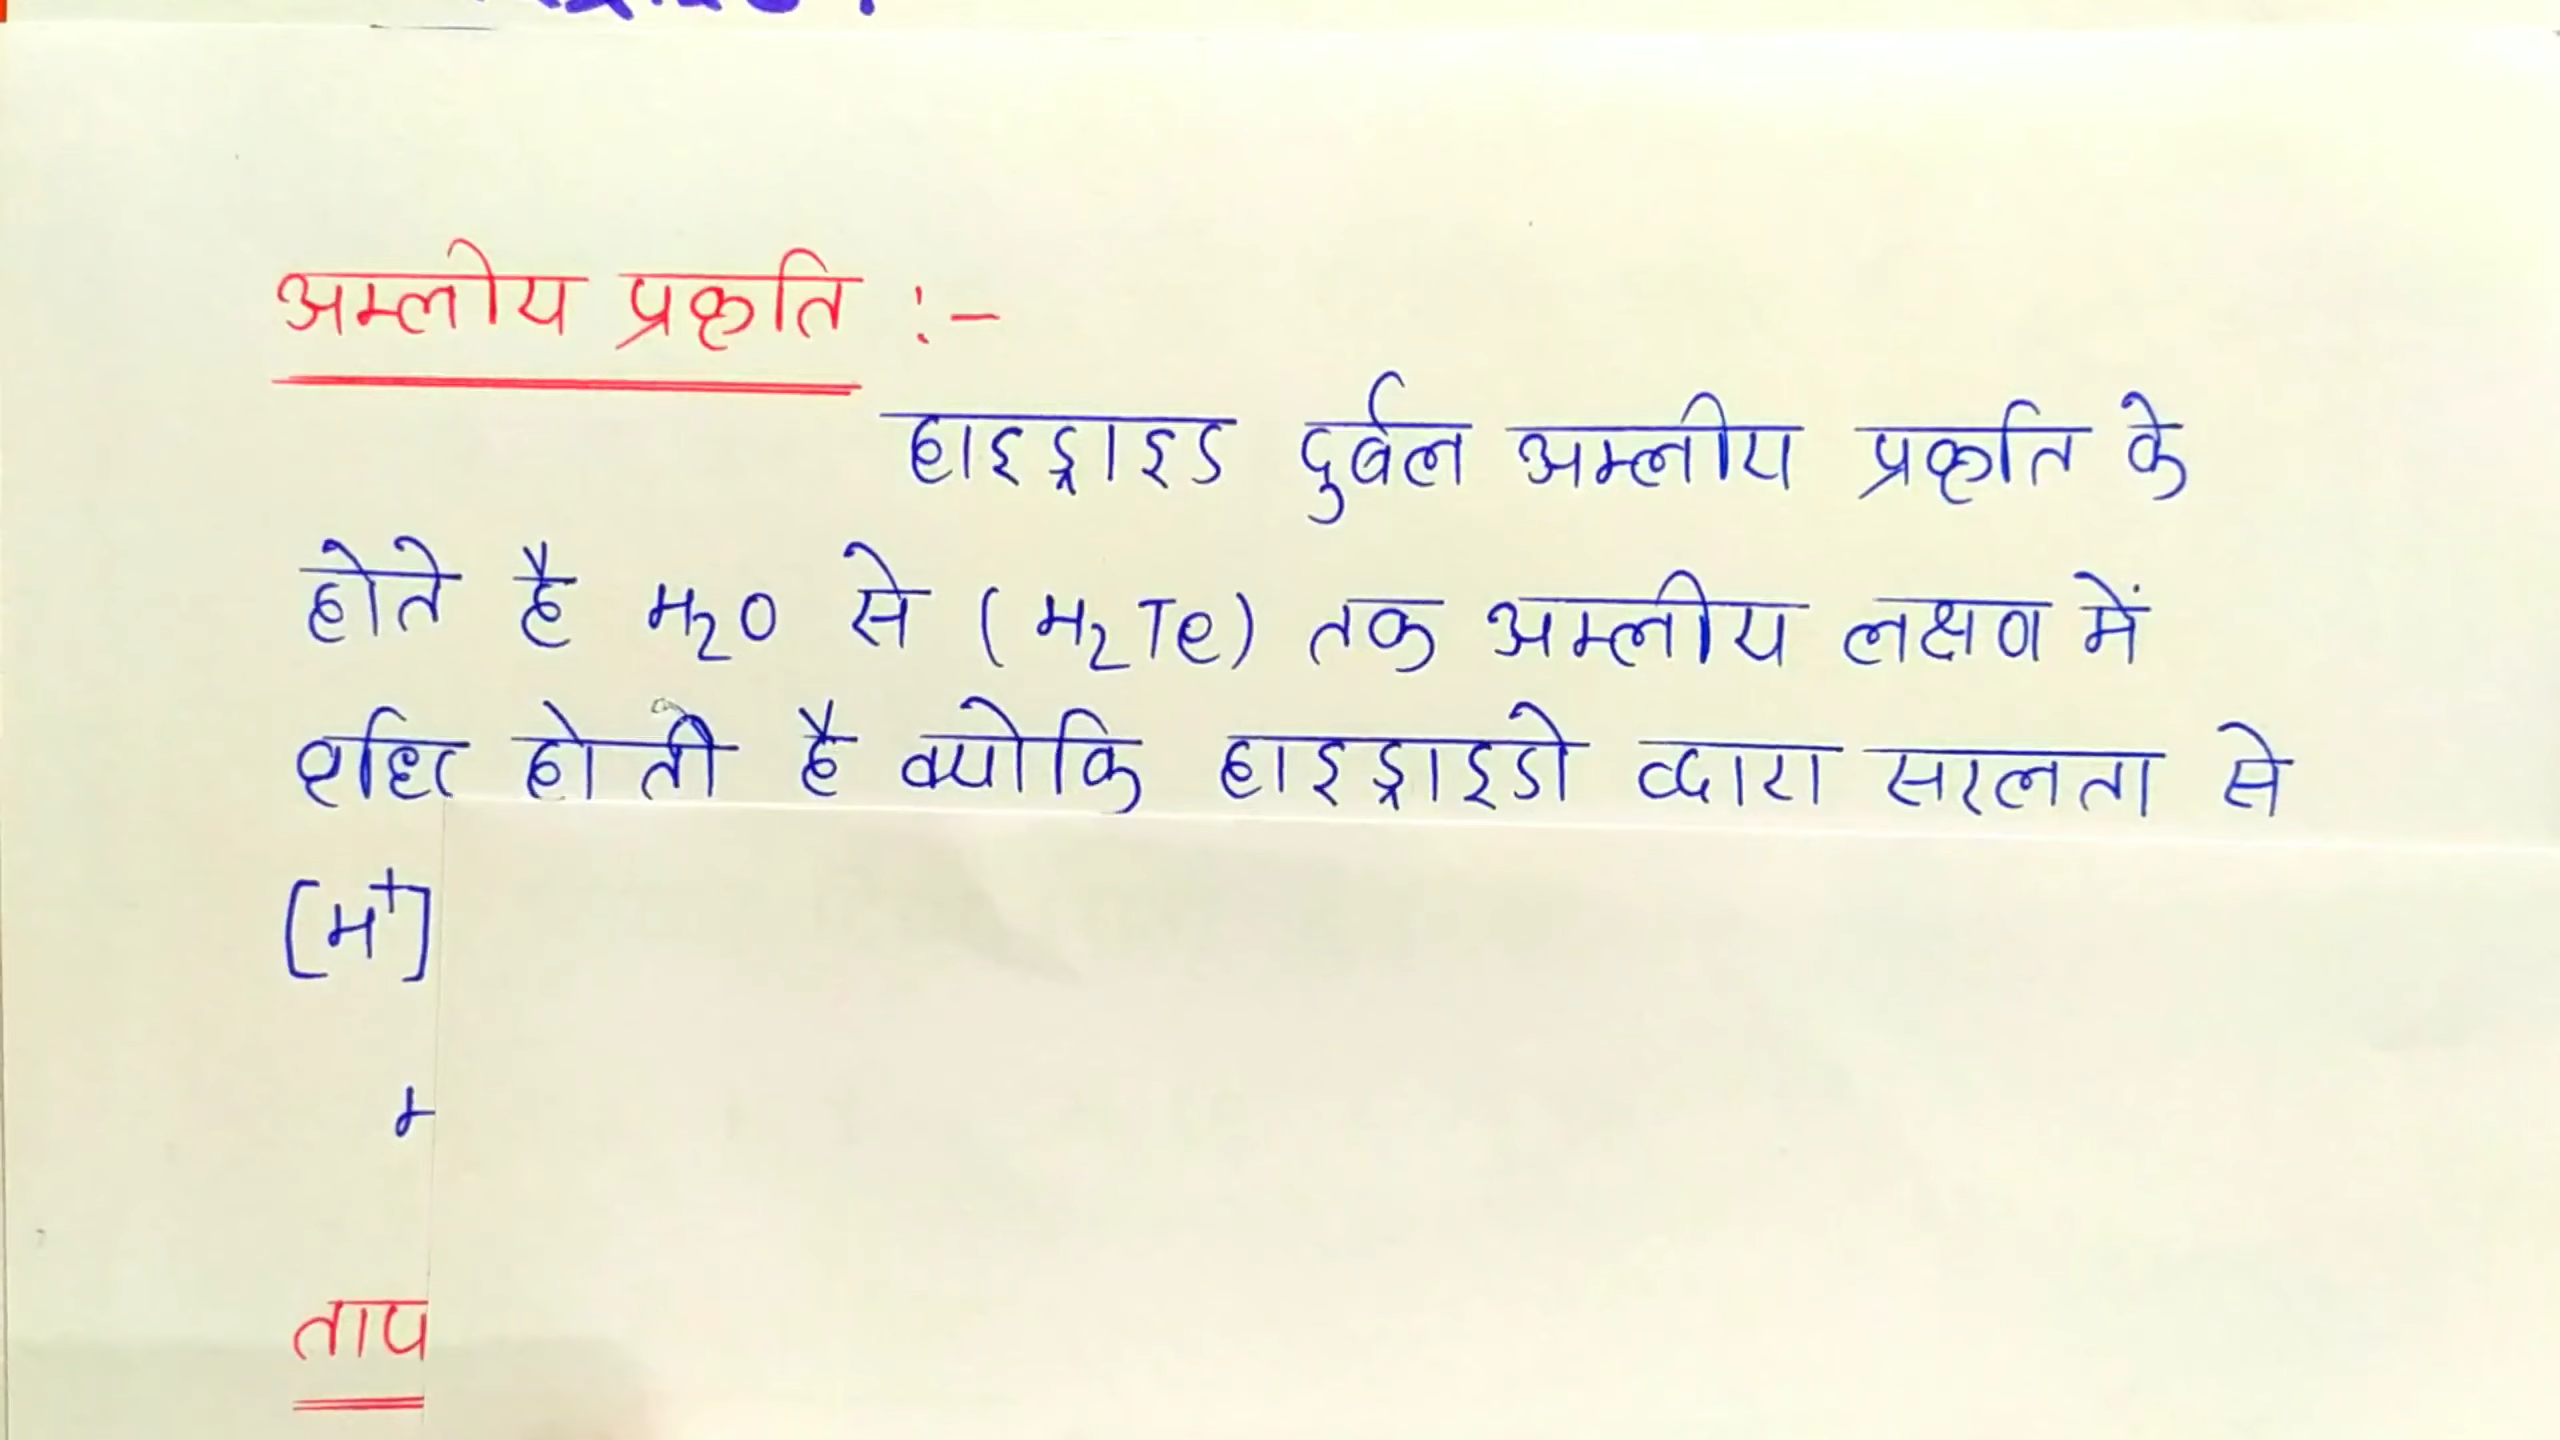 अम्लीय प्रकृति :-
हाइड्राइड दुर्बल अम्लीय प्रकृति के
होते है H₂O से (H₂Te) तक अम्लीय लक्षण में
वृद्धि होती है क्योकि हाइड्राइडो द्वारा सरलता से
[H⁺]
ताप